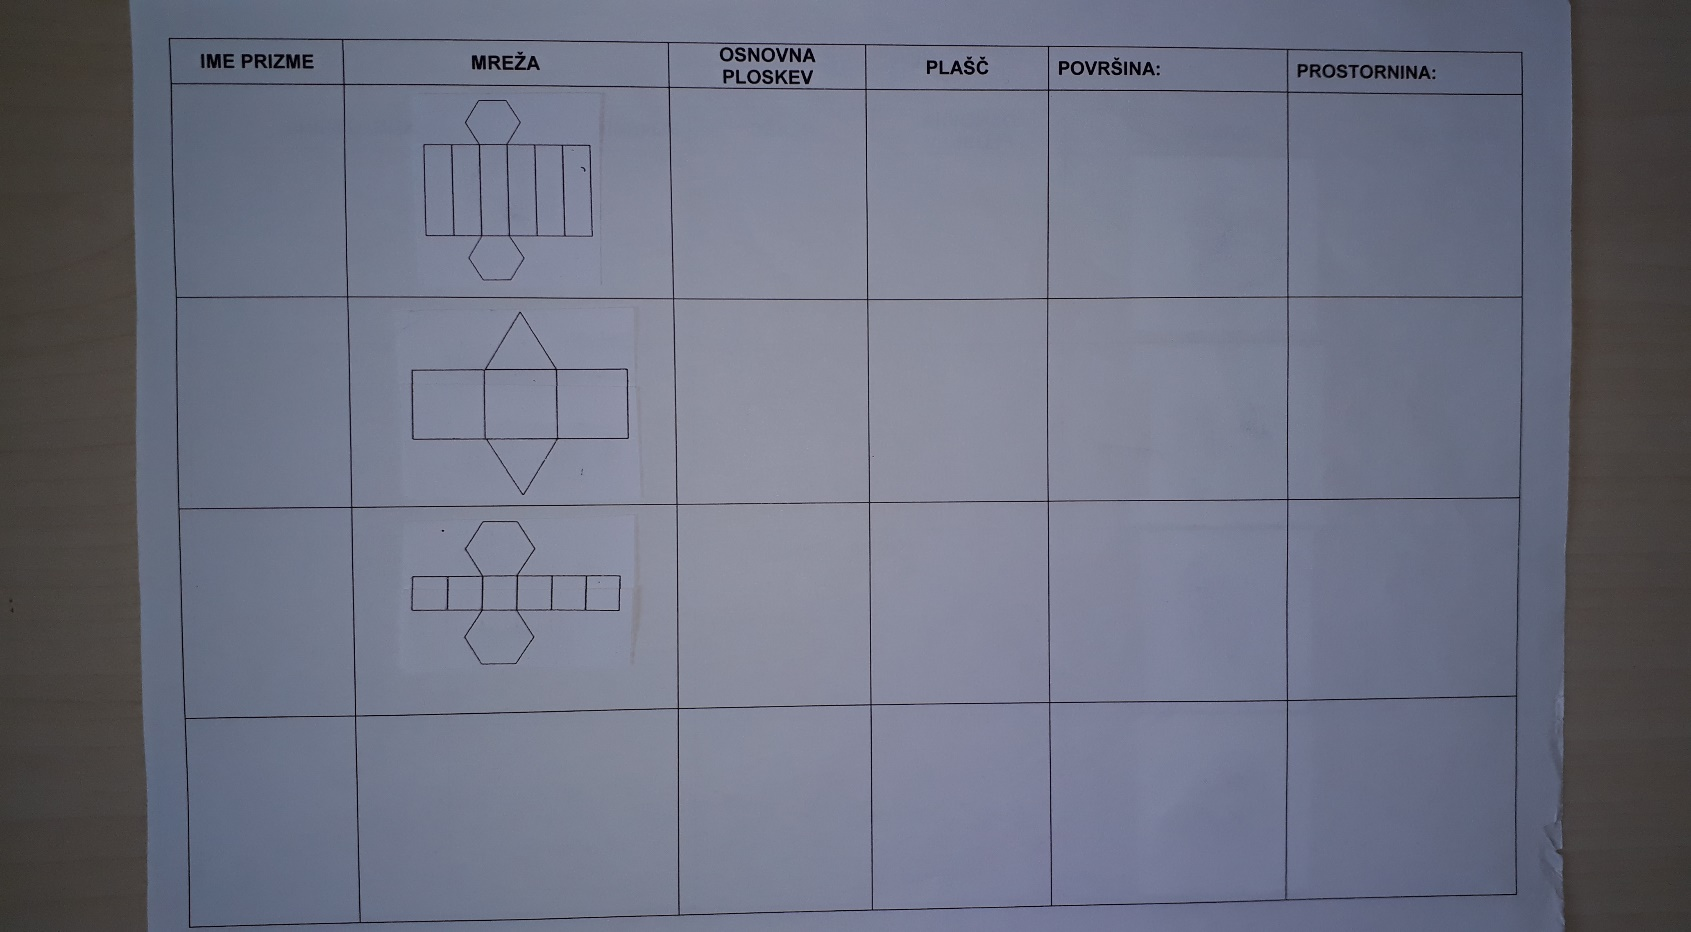 IME PRIZME
MREŽA
OSNOVNA
PLOSKEV
PLAŠČ
POVRŠINA:
PROSTORNINA: